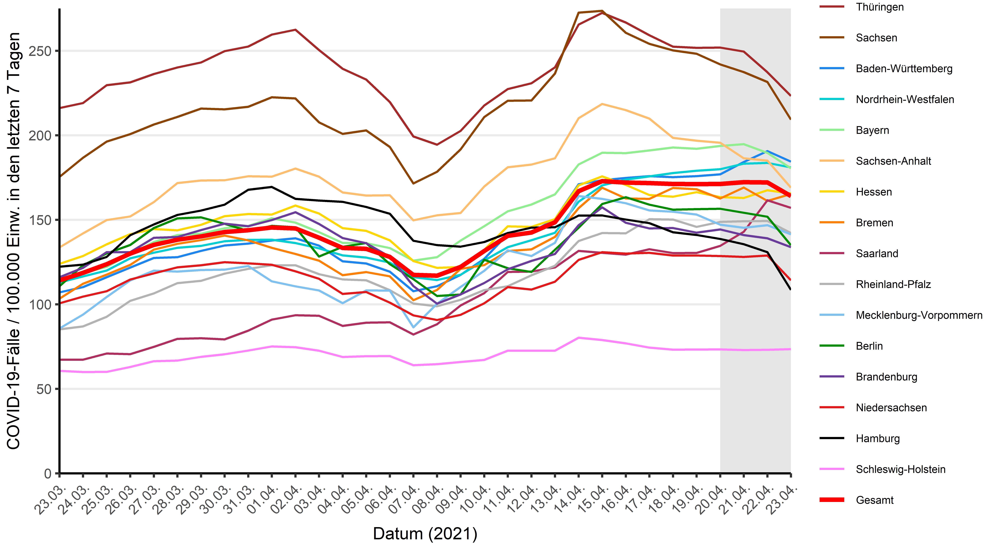 COVID-19-Fälle / 100.000 Einw. in den letzten 7 Tagen
250
200
150
100
50
0
23.03.
24.03.
25.03.
26.03.
27.03.
28.03.
29.03.
30.03.
31.03.
01.04.
02.04.
03.04.
04.04.
05.04.
06.04.
07.04.
08.04.
09.04.
10.04.
11.04.
12.04.
13.04.
14.04.
15.04.
16.04.
17.04.
18.04.
19.04.
20.04.
21.04.
22.04.
23.04.
Datum (2021)
Thüringen
Sachsen
Baden-Württemberg
Nordrhein-Westfalen
Bayern
Sachsen-Anhalt
Hessen
Bremen
Saarland
Rheinland-Pfalz
Mecklenburg-Vorpommern
Berlin
Brandenburg
Niedersachsen
Hamburg
Schleswig-Holstein
Gesamt